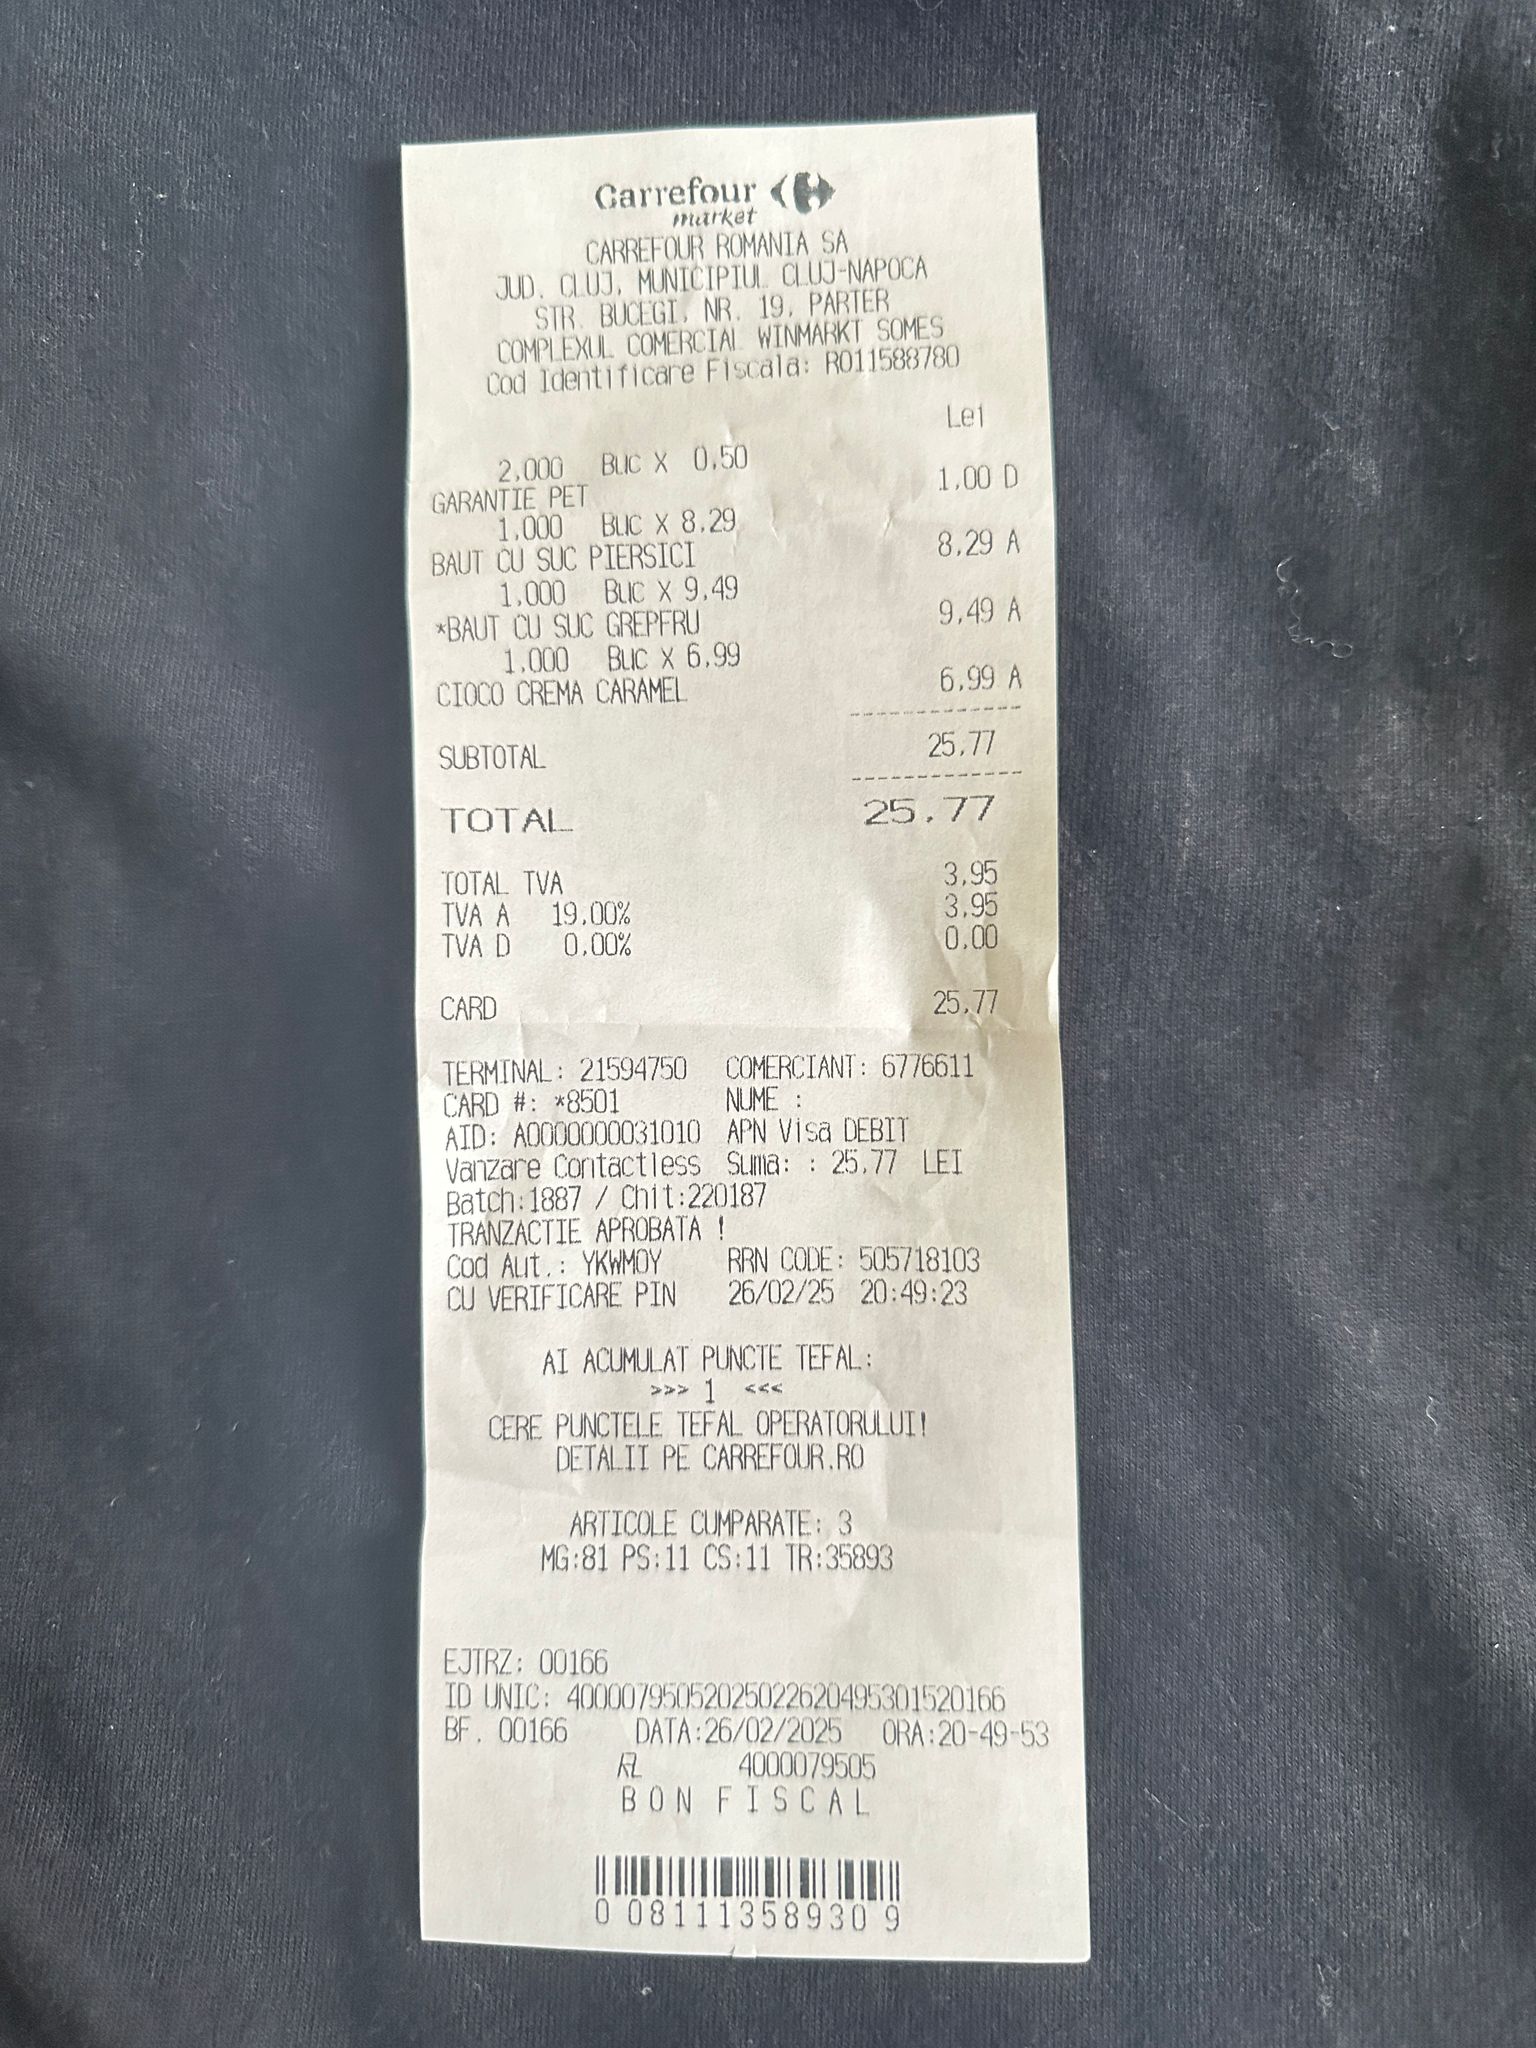 Carrefour
market
CARREFOUR ROMANIA SA
JUD. CLUJ, MUNICIPIUL CLUJ-NAPOCA
STR. BUCEGI, NR. 19, PARTER
COMPLEXUL COMERCIAL WINMARKT SOMES
Cod Identificare Fiscala: RO11588780
Lei
2,000 BUC X 0,50
GARANTIE PET 1,00 D
1,000 BUC X 8,29
BAUT CU SUC PIERSICI 8,29 A
1,000 BUC X 9,49
*BAUT CU SUC GREPFRU 9,49 A
1,000 BUC X 6,99
CIOCO CREMA CARAMEL 6,99 A
SUBTOTAL 25,77
TOTAL 25,77
TOTAL TVA 3,95
TVA A 19,00% 3,95
TVA D 0,00% 0,00
CARD 25,77
TERMINAL: 21594750 COMERCIANT: 6776611
CARD #: *8501 NUME :
AID: A0000000031010 APN Visa DEBIT
Vanzare Contactless Suma: : 25,77 LEI
Batch:1887 / Chit:220187
TRANZACTIE APROBATA !
Cod Aut.: YKWMOY RRN CODE: 505718103
CU VERIFICARE PIN 26/02/25 20:49:23
AI ACUMULAT PUNCTE TEFAL:
>>> 1 <<<
CERE PUNCTELE TEFAL OPERATORULUI!
DETALII PE CARREFOUR.RO
ARTICOLE CUMPARATE: 3
MG:81 PS:11 CS:11 TR:35893
EJTRZ: 00166
ID UNIC: 4000079505202502262049530152​0166
BF. 00166 DATA:26/02/2025 ORA:20-49-53
4000079505
BON FISCAL
0 08111358930 9